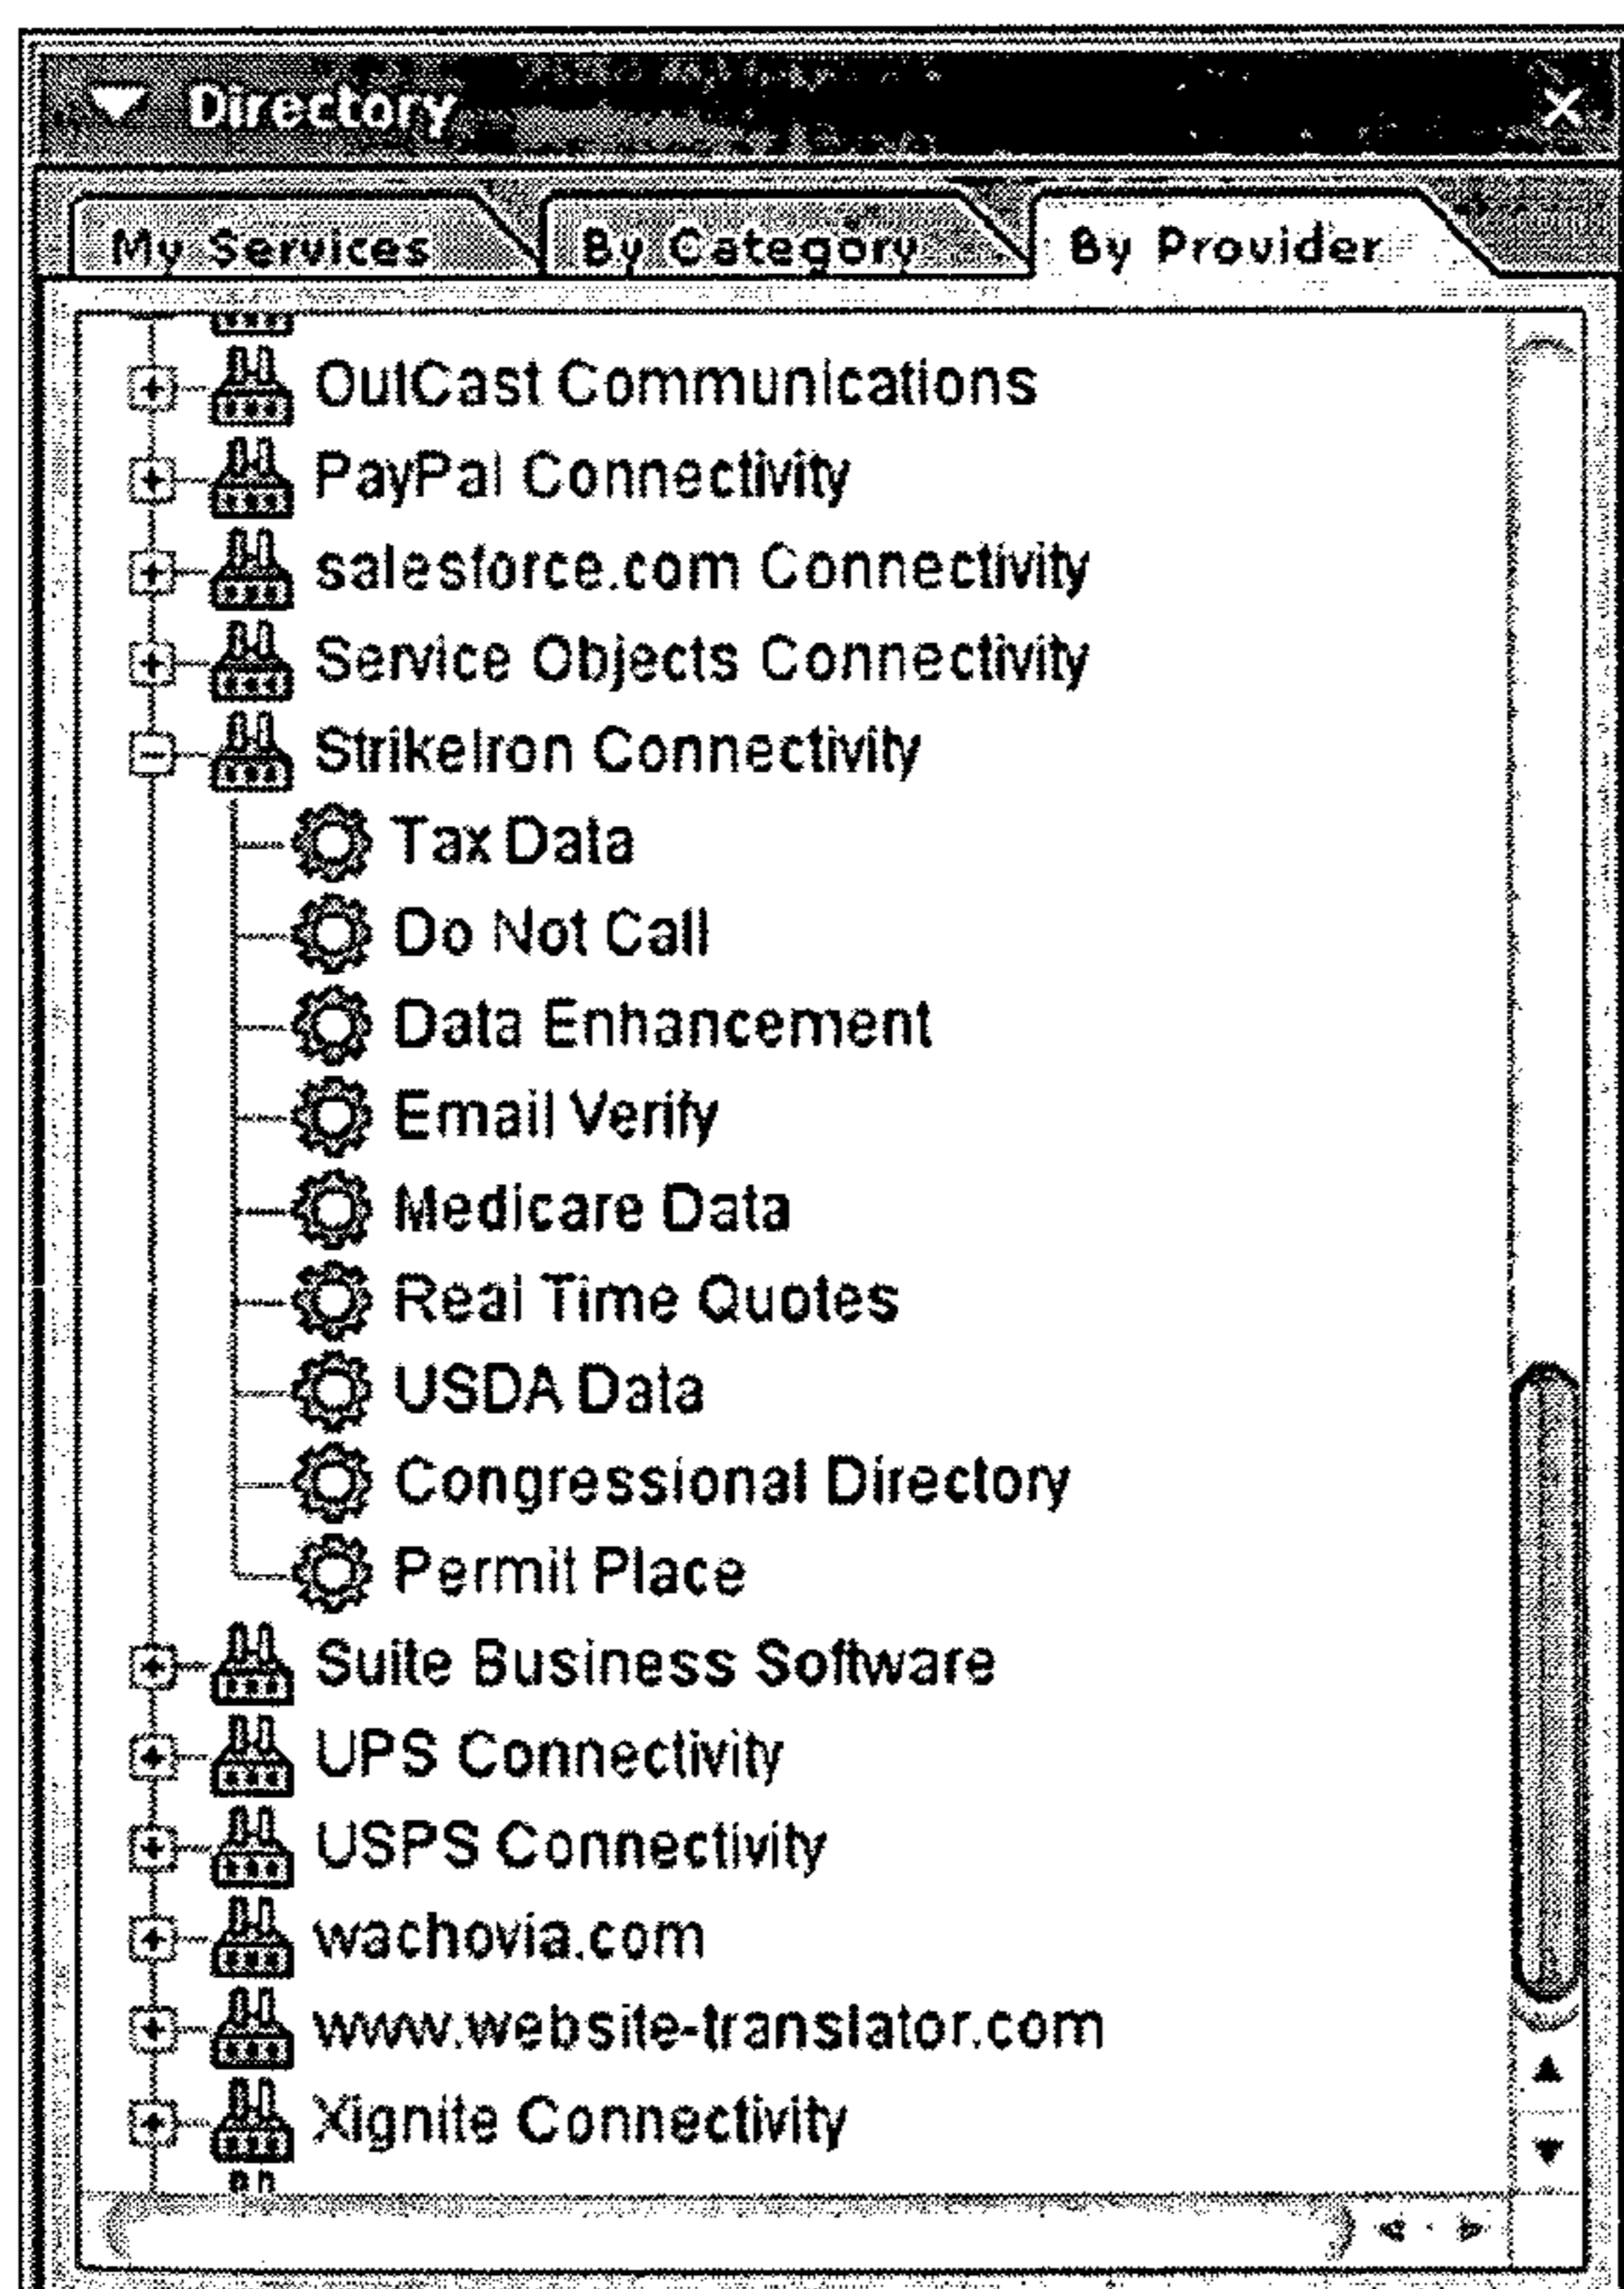 Directory
My Services By Category By Provider
OutCast Communications
PayPal Connectivity
salesforce.com Connectivity
Service Objects Connectivity
StrikeIron Connectivity
Tax Data
Do Not Call
Data Enhancement
Email Verify
Medicare Data
Real Time Quotes
USDA Data
Congressional Directory
Permit Place
Suite Business Software
UPS Connectivity
USPS Connectivity
wachovia.com
www.website-translator.com
Xignite Connectivity